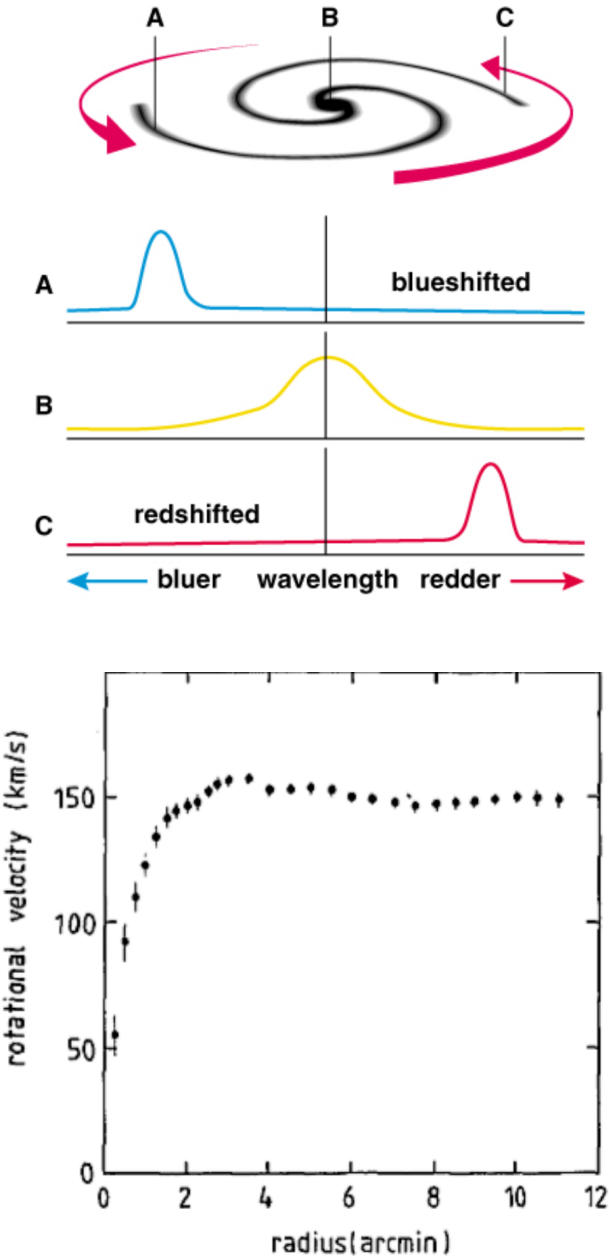 A B C
A blueshifted
B
C redshifted
bluer wavelength redder
rotational velocity (km/s)
150
100
50
0
0 2 4 6 8 10 12
radius(arcmin)